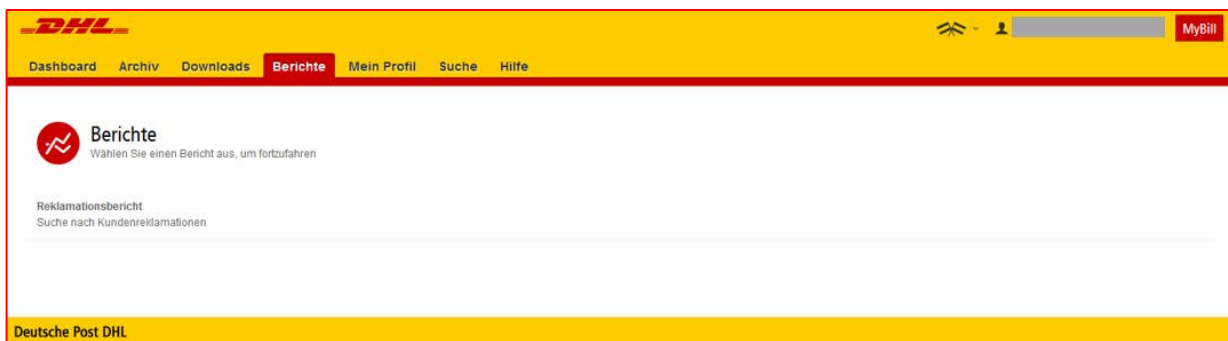 DHL
MyBill
Dashboard Archiv Downloads Berichte Mein Profil Suche Hilfe
Berichte
Wählen Sie einen Bericht aus, um fortzufahren
Reklamationsbericht
Suche nach Kundenreklamationen
Deutsche Post DHL